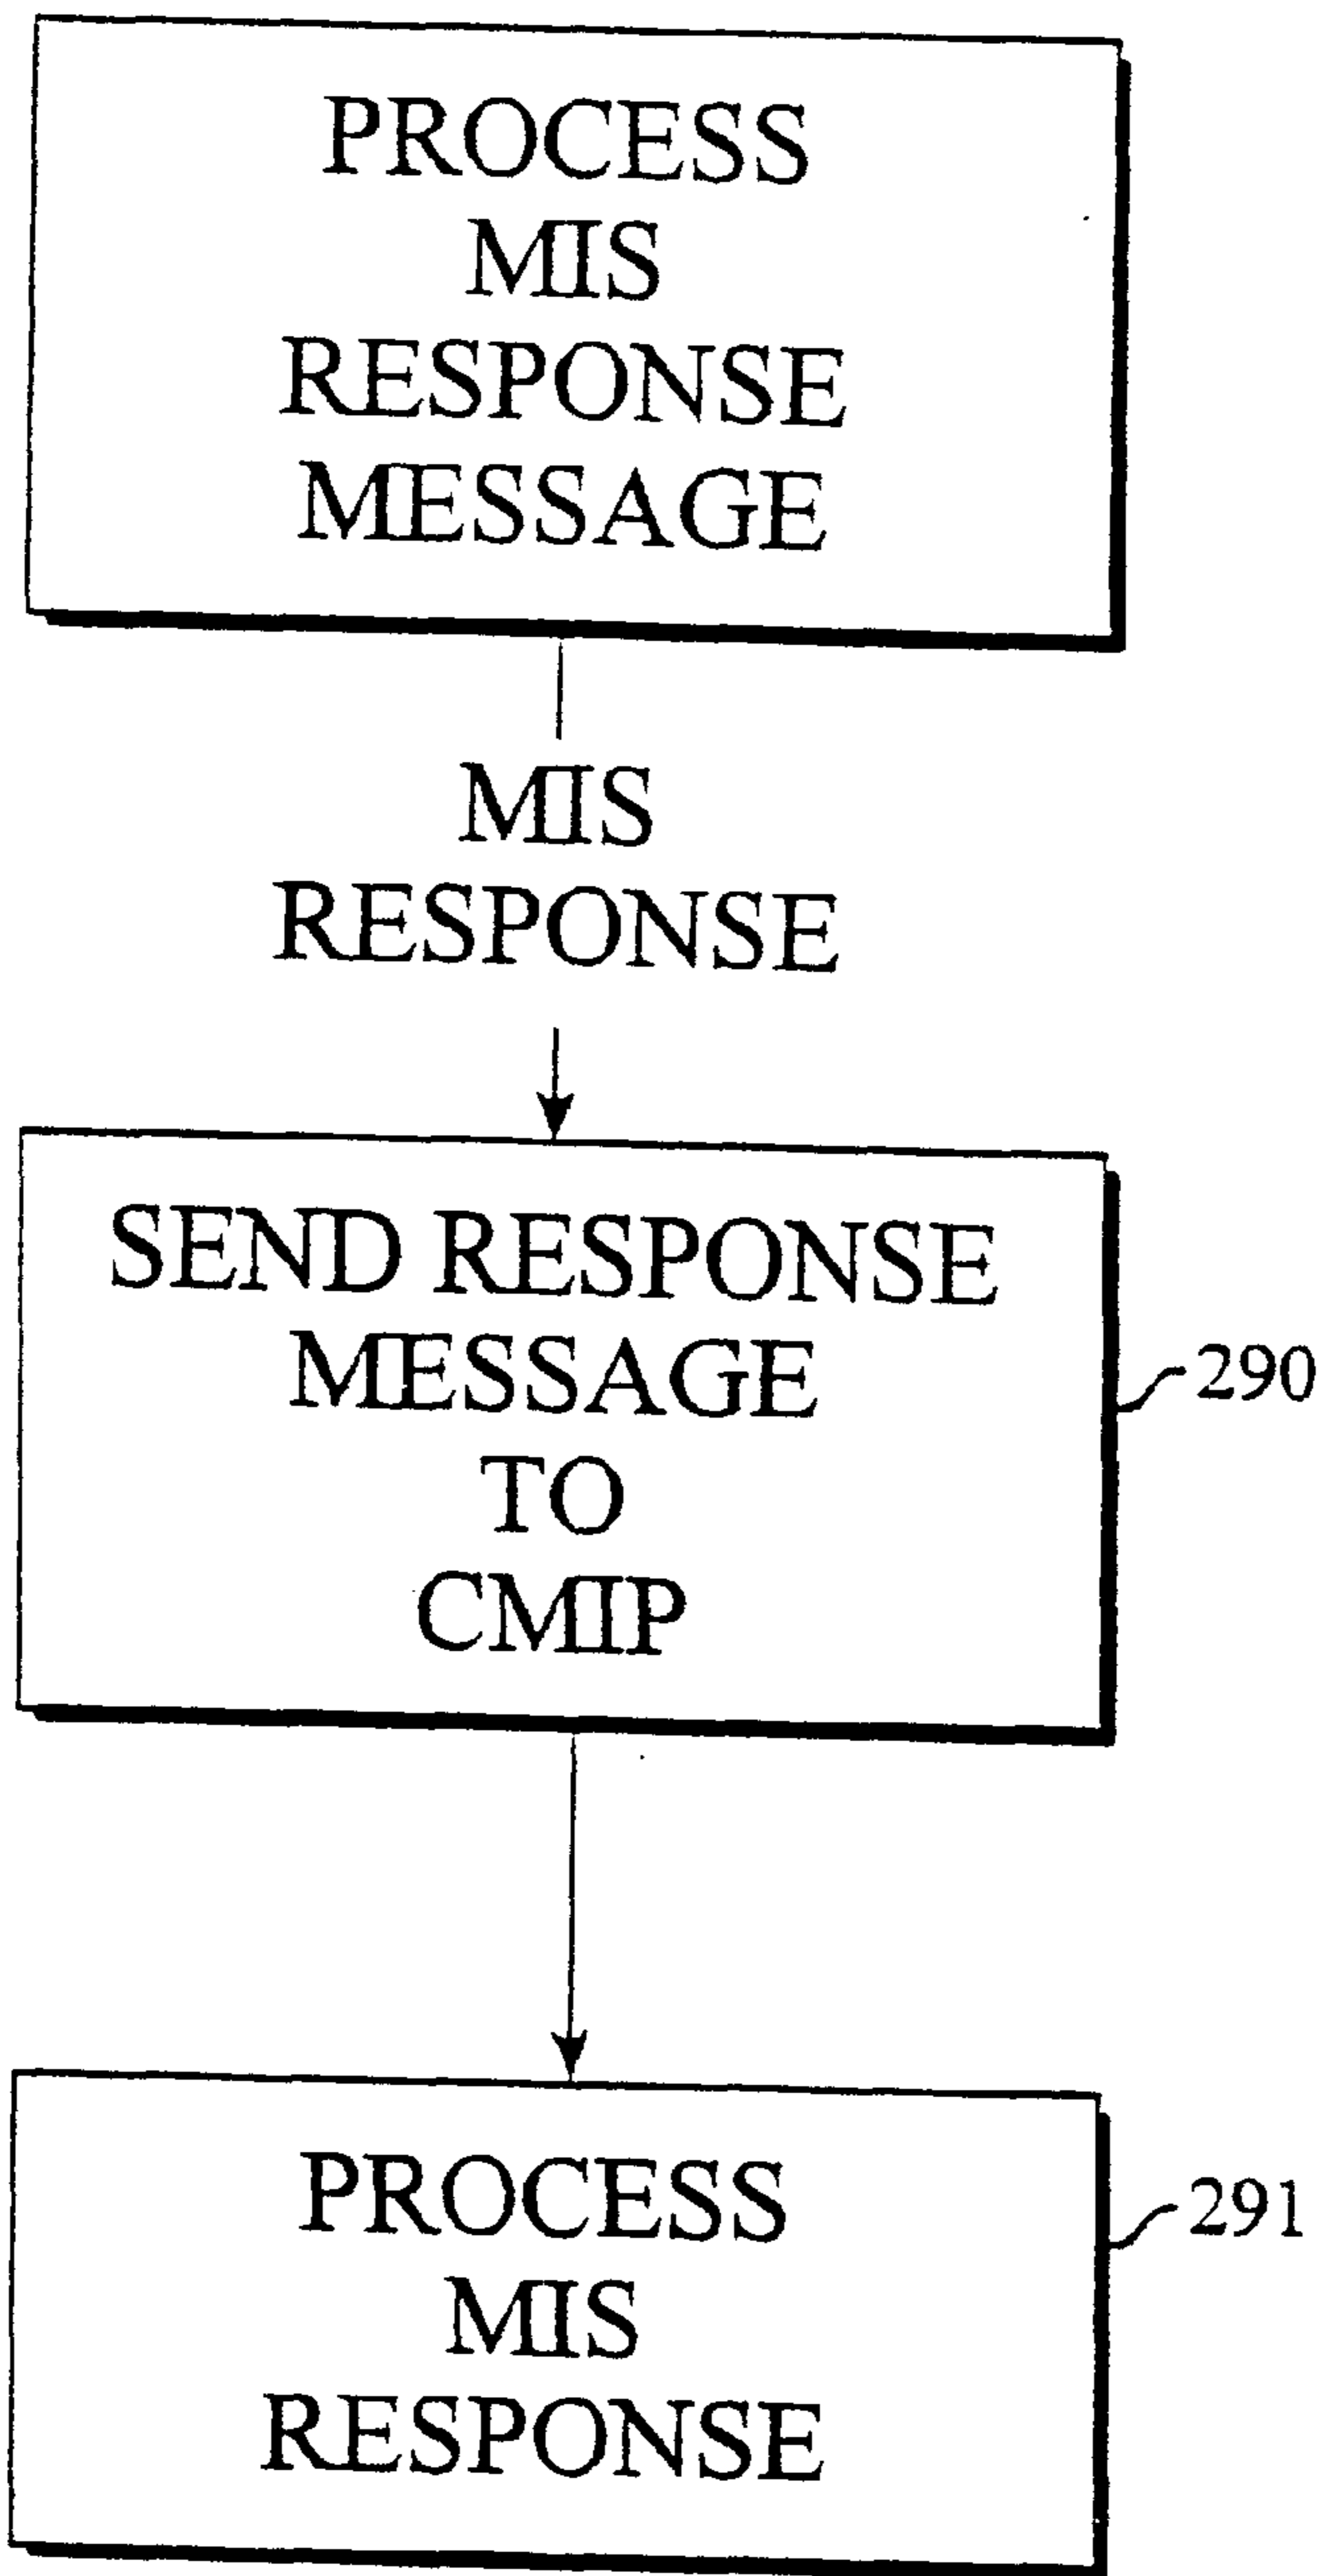 PROCESS
MIS
RESPONSE
MESSAGE
MIS
RESPONSE
SEND RESPONSE
MESSAGE
TO
CMIP
290
PROCESS
MIS
RESPONSE
291